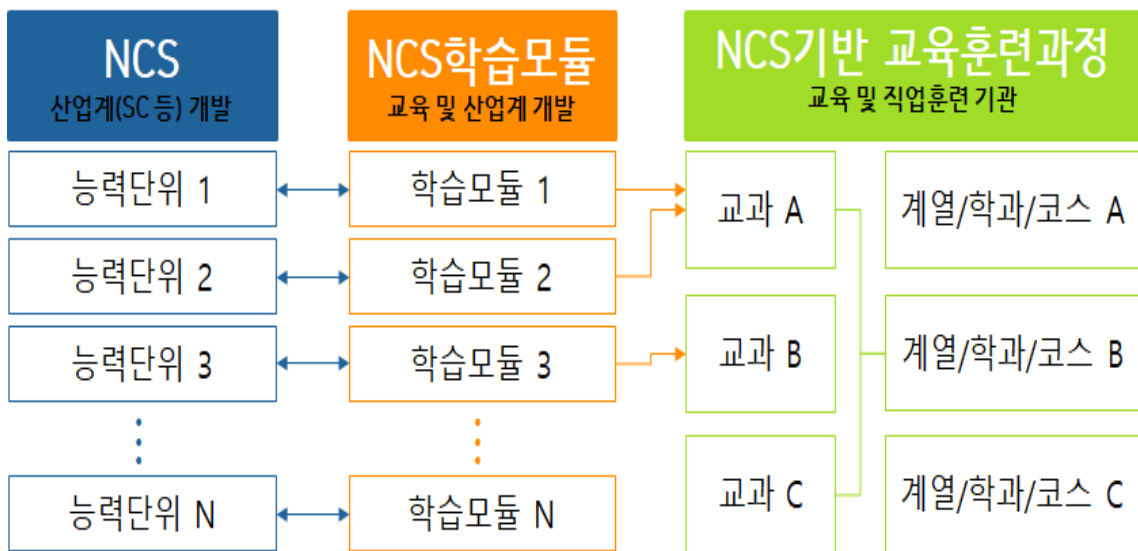 NCS
산업계(SC 등) 개발
NCS학습모듈
교육 및 산업계 개발
NCS기반 교육훈련과정
교육 및 직업훈련 기관
능력단위 1
학습모듈 1
교과 A
계열/학과/코스 A
능력단위 2
학습모듈 2
능력단위 3
학습모듈 3
교과 B
계열/학과/코스 B
능력단위 N
학습모듈 N
교과 C
계열/학과/코스 C